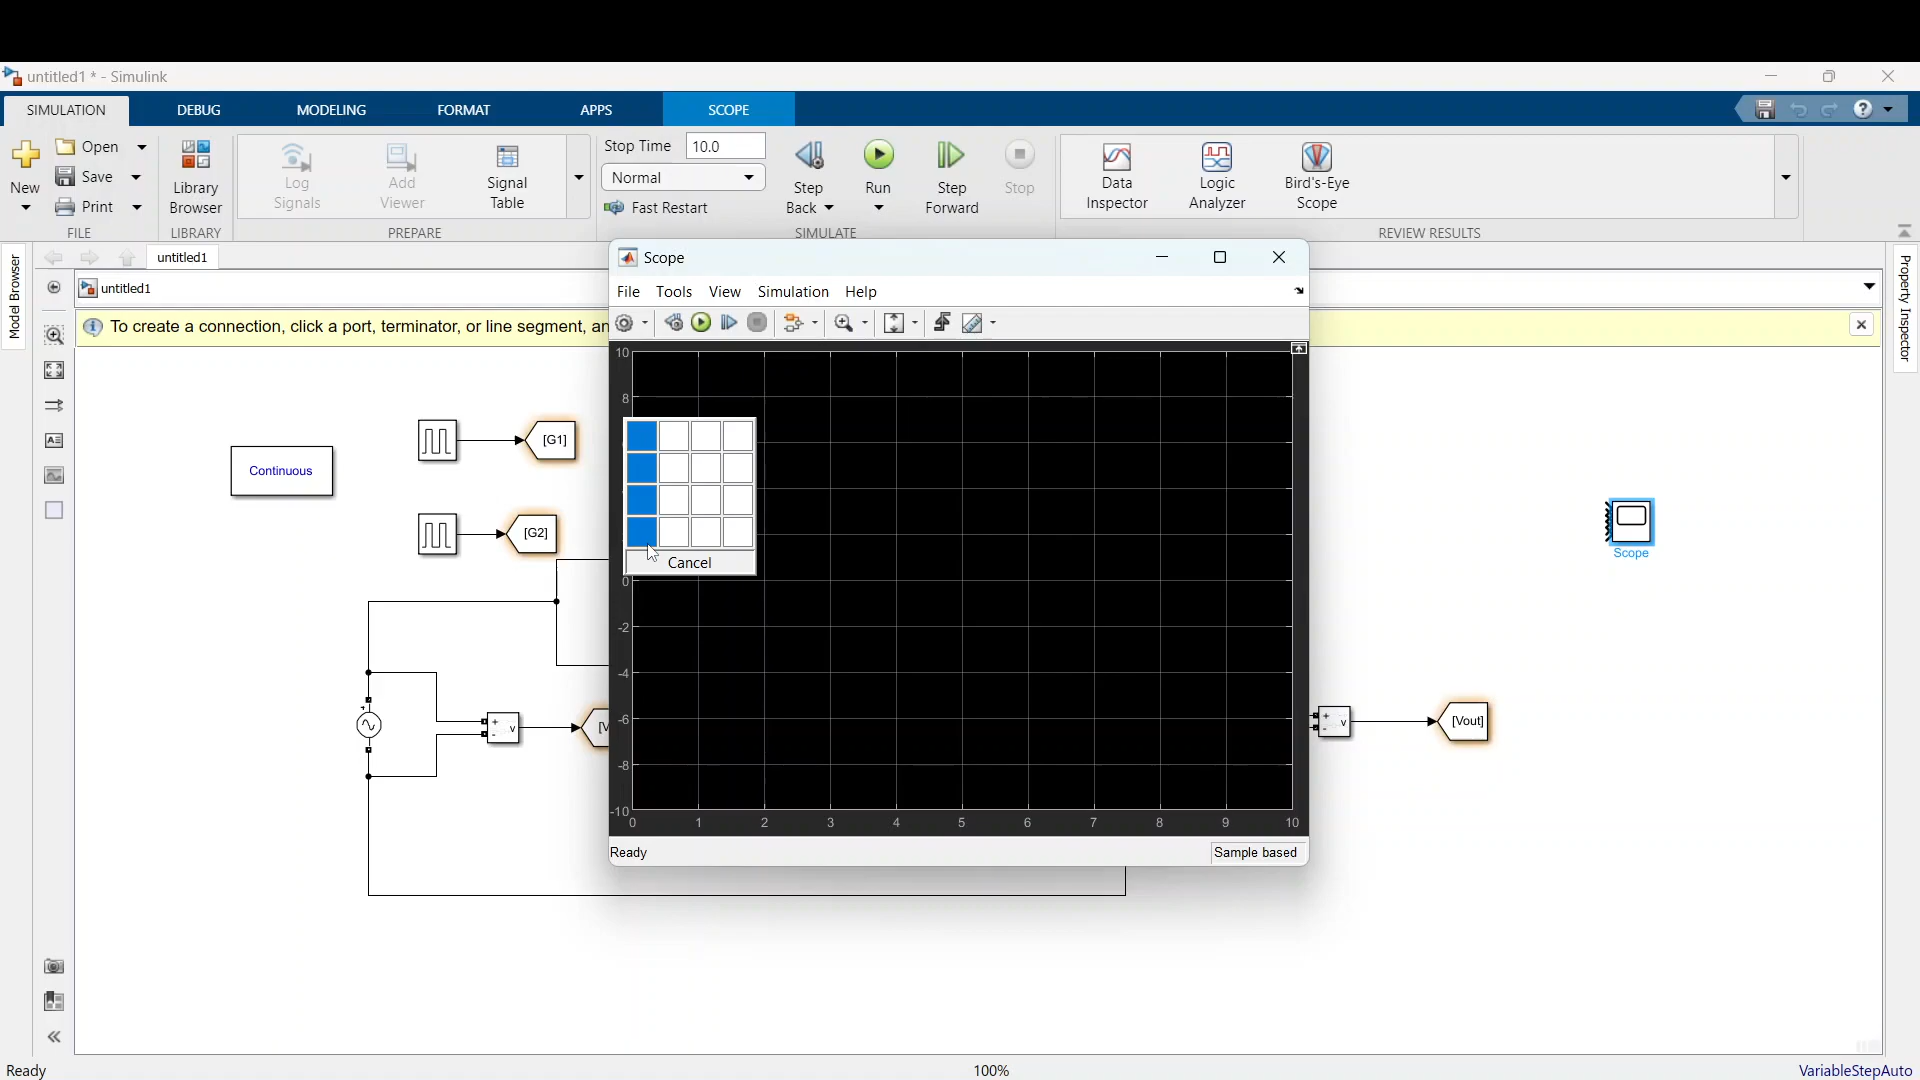 untitled1 * - Simulink
SIMULATION DEBUG MODELING FORMAT APPS SCOPE
New
Open
Save
Print
FILE
Library
Browser
LIBRARY
Log
Signals
Add
Viewer
Signal
Table
PREPARE
Stop Time 10.0
Normal
Fast Restart
Step
Back
Run
Step
Forward
Stop
SIMULATE
Data
Inspector
Logic
Analyzer
Bird's-Eye
Scope
REVIEW RESULTS
Model Browser
untitled1
untitled1
To create a connection, click a port, terminator, or line segment, an
Property Inspector
Continuous
[G1]
[G2]
+
-
v
[V
Scope
File Tools View Simulation Help
10
8
0
-2
-4
-6
-8
-10
0 1 2 3 4 5 6 7 8 9 10
Cancel
Ready
Sample based
Scope
+
-
v
[Vout]
Ready
100%
VariableStepAuto